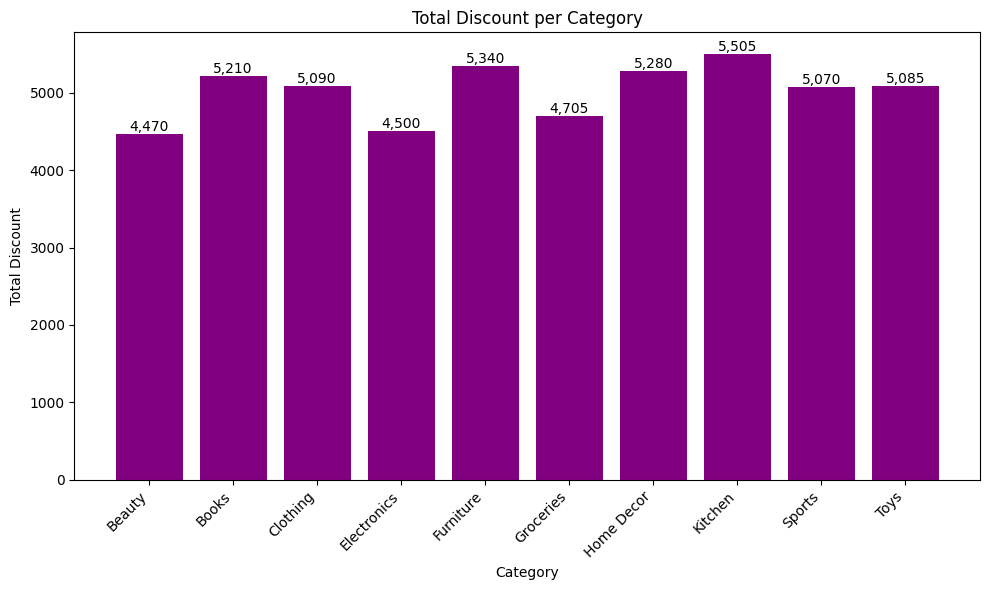 Total Discount per Category
Total Discount
5000
4000
3000
2000
1000
0
4,470
5,210
5,090
4,500
5,340
4,705
5,280
5,505
5,070
5,085
Beauty
Books
Clothing
Electronics
Furniture
Groceries
Home Decor
Kitchen
Sports
Toys
Category